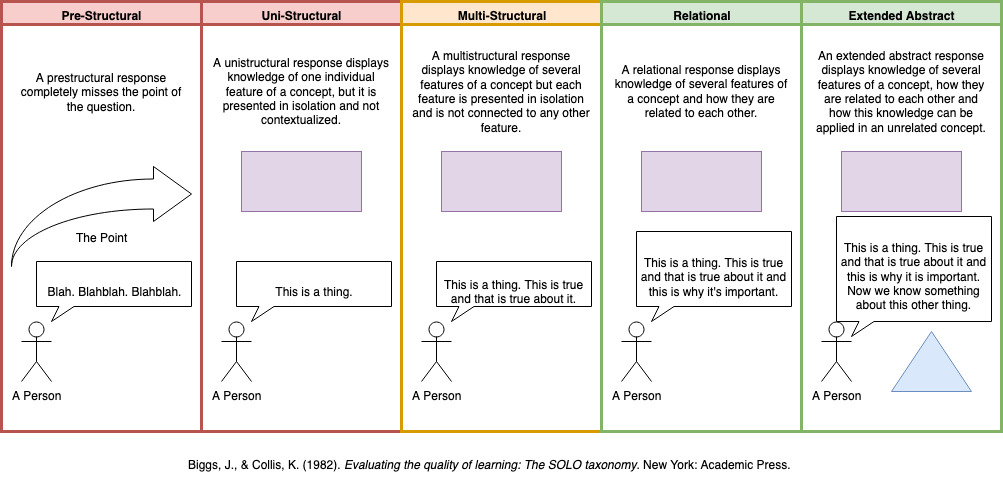 Pre-Structural
Uni-Structural
Multi-Structural
Relational
Extended Abstract
A prestructural response
completely misses the point of
the question.
A unistructural response displays
knowledge of one individual
feature of a concept, but it is
presented in isolation and not
contextualized.
A multistructural response
displays knowledge of several
features of a concept but each
feature is presented in isolation
and is not connected to any other
feature.
A relational response displays
knowledge of several features of
a concept and how they are
related to each other.
An extended abstract response
displays knowledge of several
features of a concept, how they
are related to each other and
how this knowledge can be
applied in an unrelated concept.
The Point
Blah. Blahblah. Blahblah.
A Person
This is a thing.
A Person
This is a thing. This is true
and that is true about it.
A Person
This is a thing. This is true
and that is true about it and
this is why it's important.
A Person
This is a thing. This is true
and that is true about it and
this is why it is important.
Now we know something
about this other thing.
A Person
Biggs, J., & Collis, K. (1982). Evaluating the quality of learning: The SOLO taxonomy. New York: Academic Press.